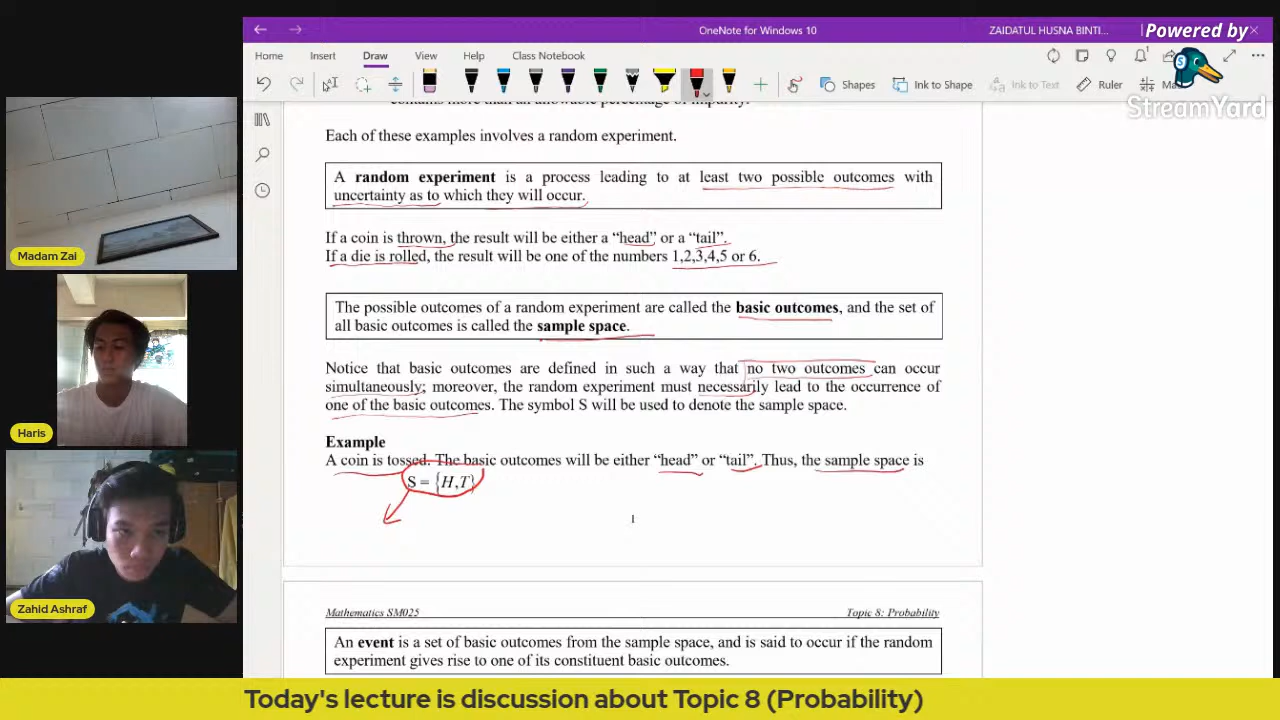 OneNote for Windows 10
ZAIDATUL HUSNA BINTI...
Powered by
StreamYard
Home Insert Draw View Help Class Notebook
Shapes Ink to Shape Ink to Text Ruler
contains more than an allowable percentage of impurity.
Each of these examples involves a random experiment.
A random experiment is a process leading to at least two possible outcomes with
uncertainty as to which they will occur.
If a coin is thrown, the result will be either a “head” or a “tail”.
If a die is rolled, the result will be one of the numbers 1,2,3,4,5 or 6.
The possible outcomes of a random experiment are called the basic outcomes, and the set of
all basic outcomes is called the sample space.
Notice that basic outcomes are defined in such a way that no two outcomes can occur
simultaneously; moreover, the random experiment must necessarily lead to the occurrence of
one of the basic outcomes. The symbol S will be used to denote the sample space.
Example
A coin is tossed. The basic outcomes will be either “head” or “tail”. Thus, the sample space is
S = {H,T}
1
Mathematics SM025 Topic 8: Probability
An event is a set of basic outcomes from the sample space, and is said to occur if the random
experiment gives rise to one of its constituent basic outcomes.
Madam Zai
Haris
Zahid Ashraf
Today's lecture is discussion about Topic 8 (Probability)